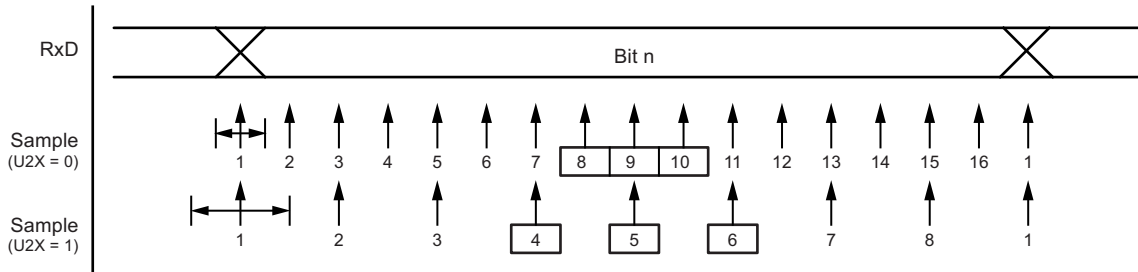 RxD
Bit n
Sample
(U2X = 0)
1 2 3 4 5 6 7 8 9 10 11 12 13 14 15 16 1
Sample
(U2X = 1)
1 2 3 4 5 6 7 8 1